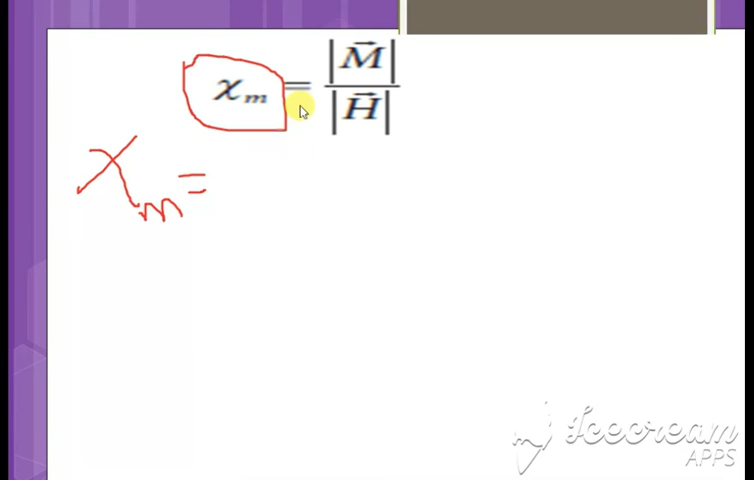 χₘ = |M⃗| / |H⃗|
χₘ =
Icecream
APPS